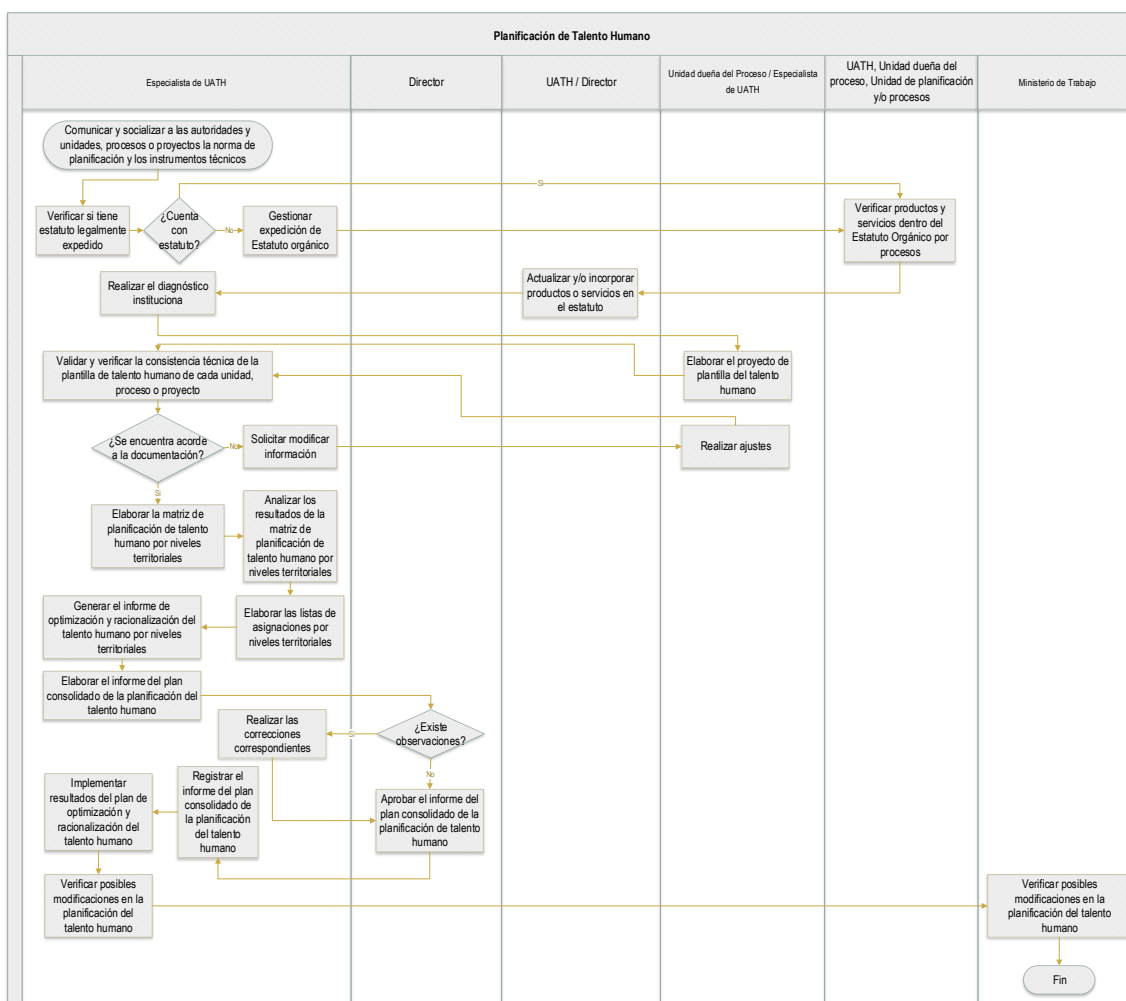 Planificación de Talento Humano
Especialista de UATH
Director
UATH / Director
Unidad dueña del Proceso / Especialista
de UATH
UATH, Unidad dueña del
proceso, Unidad de planificación
y/o procesos
Ministerio de Trabajo
Comunicar y socializar a las autoridades y
unidades, procesos o proyectos la norma de
planificación y los instrumentos técnicos
Si
Verificar si tiene
estatuto legalmente
expedido
¿Cuenta
con
estatuto?
No
Gestionar
expedición de
Estatuto orgánico
Verificar productos y
servicios dentro del
Estatuto Orgánico por
procesos
Realizar el diagnóstico
instituciona
Actualizar y/o incorporar
productos o servicios en
el estatuto
Validar y verificar la consistencia técnica de la
plantilla de talento humano de cada unidad,
proceso o proyecto
Elaborar el proyecto de
plantilla del talento
humano
¿Se encuentra acorde
a la documentación?
No
Solicitar modificar
información
Realizar ajustes
Si
Elaborar la matriz de
planificación de talento
humano por niveles
territoriales
Analizar los
resultados de la
matriz de
planificación de
talento humano por
niveles territoriales
Generar el informe de
optimización y racionalización del
talento humano por niveles
territoriales
Elaborar las listas de
asignaciones por
niveles territoriales
Elaborar el informe del plan
consolidado de la planificación del
talento humano
Realizar las
correcciones
correspondientes
Si
¿Existe
observaciones?
No
Implementar
resultados del plan de
optimización y
racionalización del
talento humano
Registrar el
informe del plan
consolidado de
la planificación
del talento
humano
Aprobar el informe del
plan consolidado de la
planificación de talento
humano
Verificar posibles
modificaciones en la
planificación del
talento humano
Verificar posibles
modificaciones en la
planificación del talento
humano
Fin